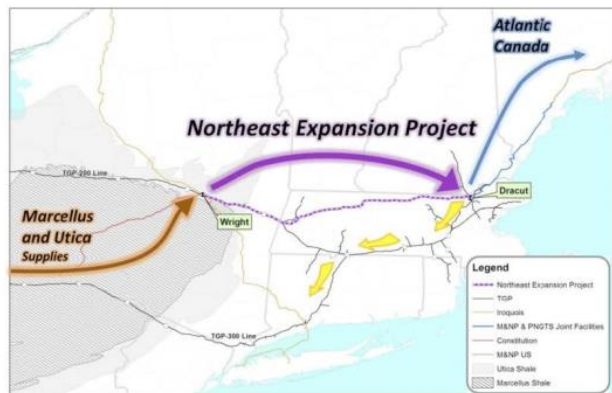 Atlantic
Canada
Northeast Expansion Project
TGP-200 Line
Wright
Dracut
Marcellus
and Utica
Supplies
TGP-300 Line
Legend
Northeast Expansion Project
TGP
Iroquois
M&NP & PNGTS Joint Facilities
Constitution
M&NP US
Utica Shale
Marcellus Shale